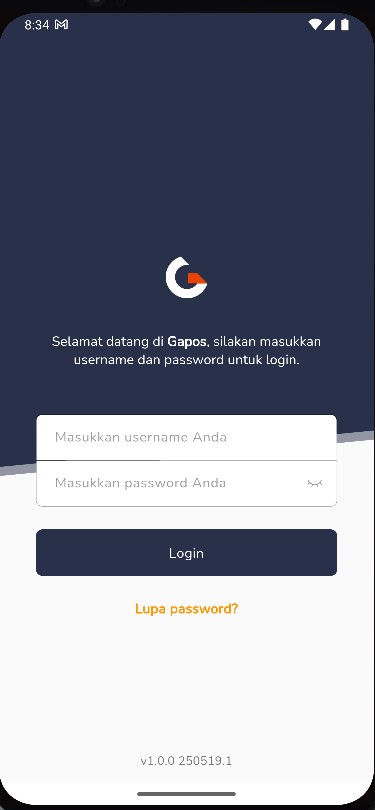 8:34
Selamat datang di Gapos, silakan masukkan
username dan password untuk login.
Masukkan username Anda
Masukkan password Anda
Login
Lupa password?
v1.0.0 250519.1